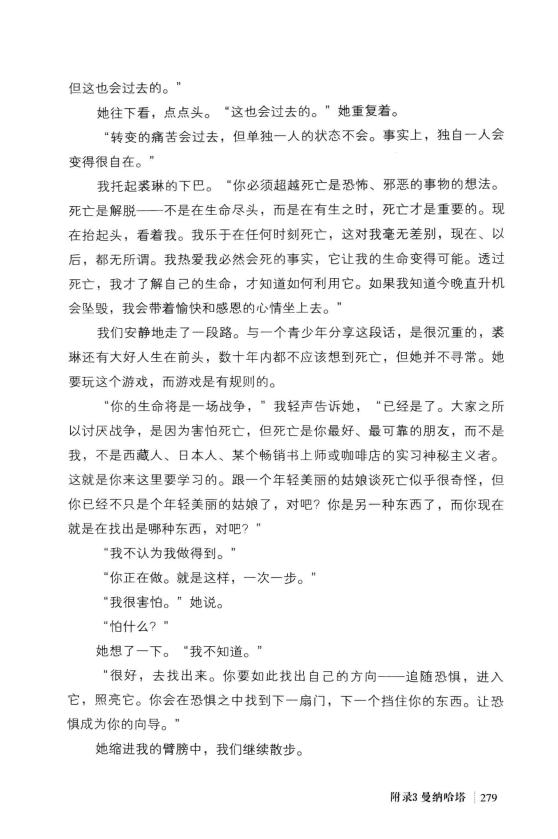 但这也会过去的。”
她往下看，点点头。“这也会过去的。”她重复着。
“转变的痛苦会过去，但单独一人的状态不会。事实上，独自一人会
变得很自在。”
我托起裘琳的下巴。“你必须超越死亡是恐怖、邪恶的事物的想法。
死亡是解脱——不是在生命尽头，而是在有生之时，死亡才是重要的。现
在抬起头，看着我。我乐于在任何时刻死亡，这对我毫无差别，现在、以
后，都无所谓。我热爱我必然会死的事实，它让我的生命变得可能。透过
死亡，我才了解自己的生命，才知道如何利用它。如果我知道今晚直升机
会坠毁，我会带着愉快和感恩的心情坐上去。”
我们安静地走了一段路。与一个青少年分享这段话，是很沉重的，裘
琳还有大好人生在前头，数十年内都不应该想到死亡，但她并不寻常。她
要玩这个游戏，而游戏是有规则的。
“你的生命将是一场战争，”我轻声告诉她，“已经是了。大家之所
以讨厌战争，是因为害怕死亡，但死亡是你最好、最可靠的朋友，而不是
我，不是西藏人、日本人、某个畅销书上师或咖啡店的实习神秘主义者。
这就是你来这里要学习的。跟一个年轻美丽的姑娘谈死亡似乎很奇怪，但
你已经不只是个年轻美丽的姑娘了，对吧？你是另一种东西了，而你现在
就是在找出是哪种东西，对吧？”
“我不认为我做得到。”
“你正在做。就是这样，一次一步。”
“我很害怕。”她说。
“怕什么？”
她想了一下。“我不知道。”
“很好，去找出来。你要如此找出自己的方向——追随恐惧，进入
它，照亮它。你会在恐惧之中找到下一扇门，下一个挡住你的东西。让恐
惧成为你的向导。”
她缩进我的臂膀中，我们继续散步。
附录3 曼纳哈塔 279